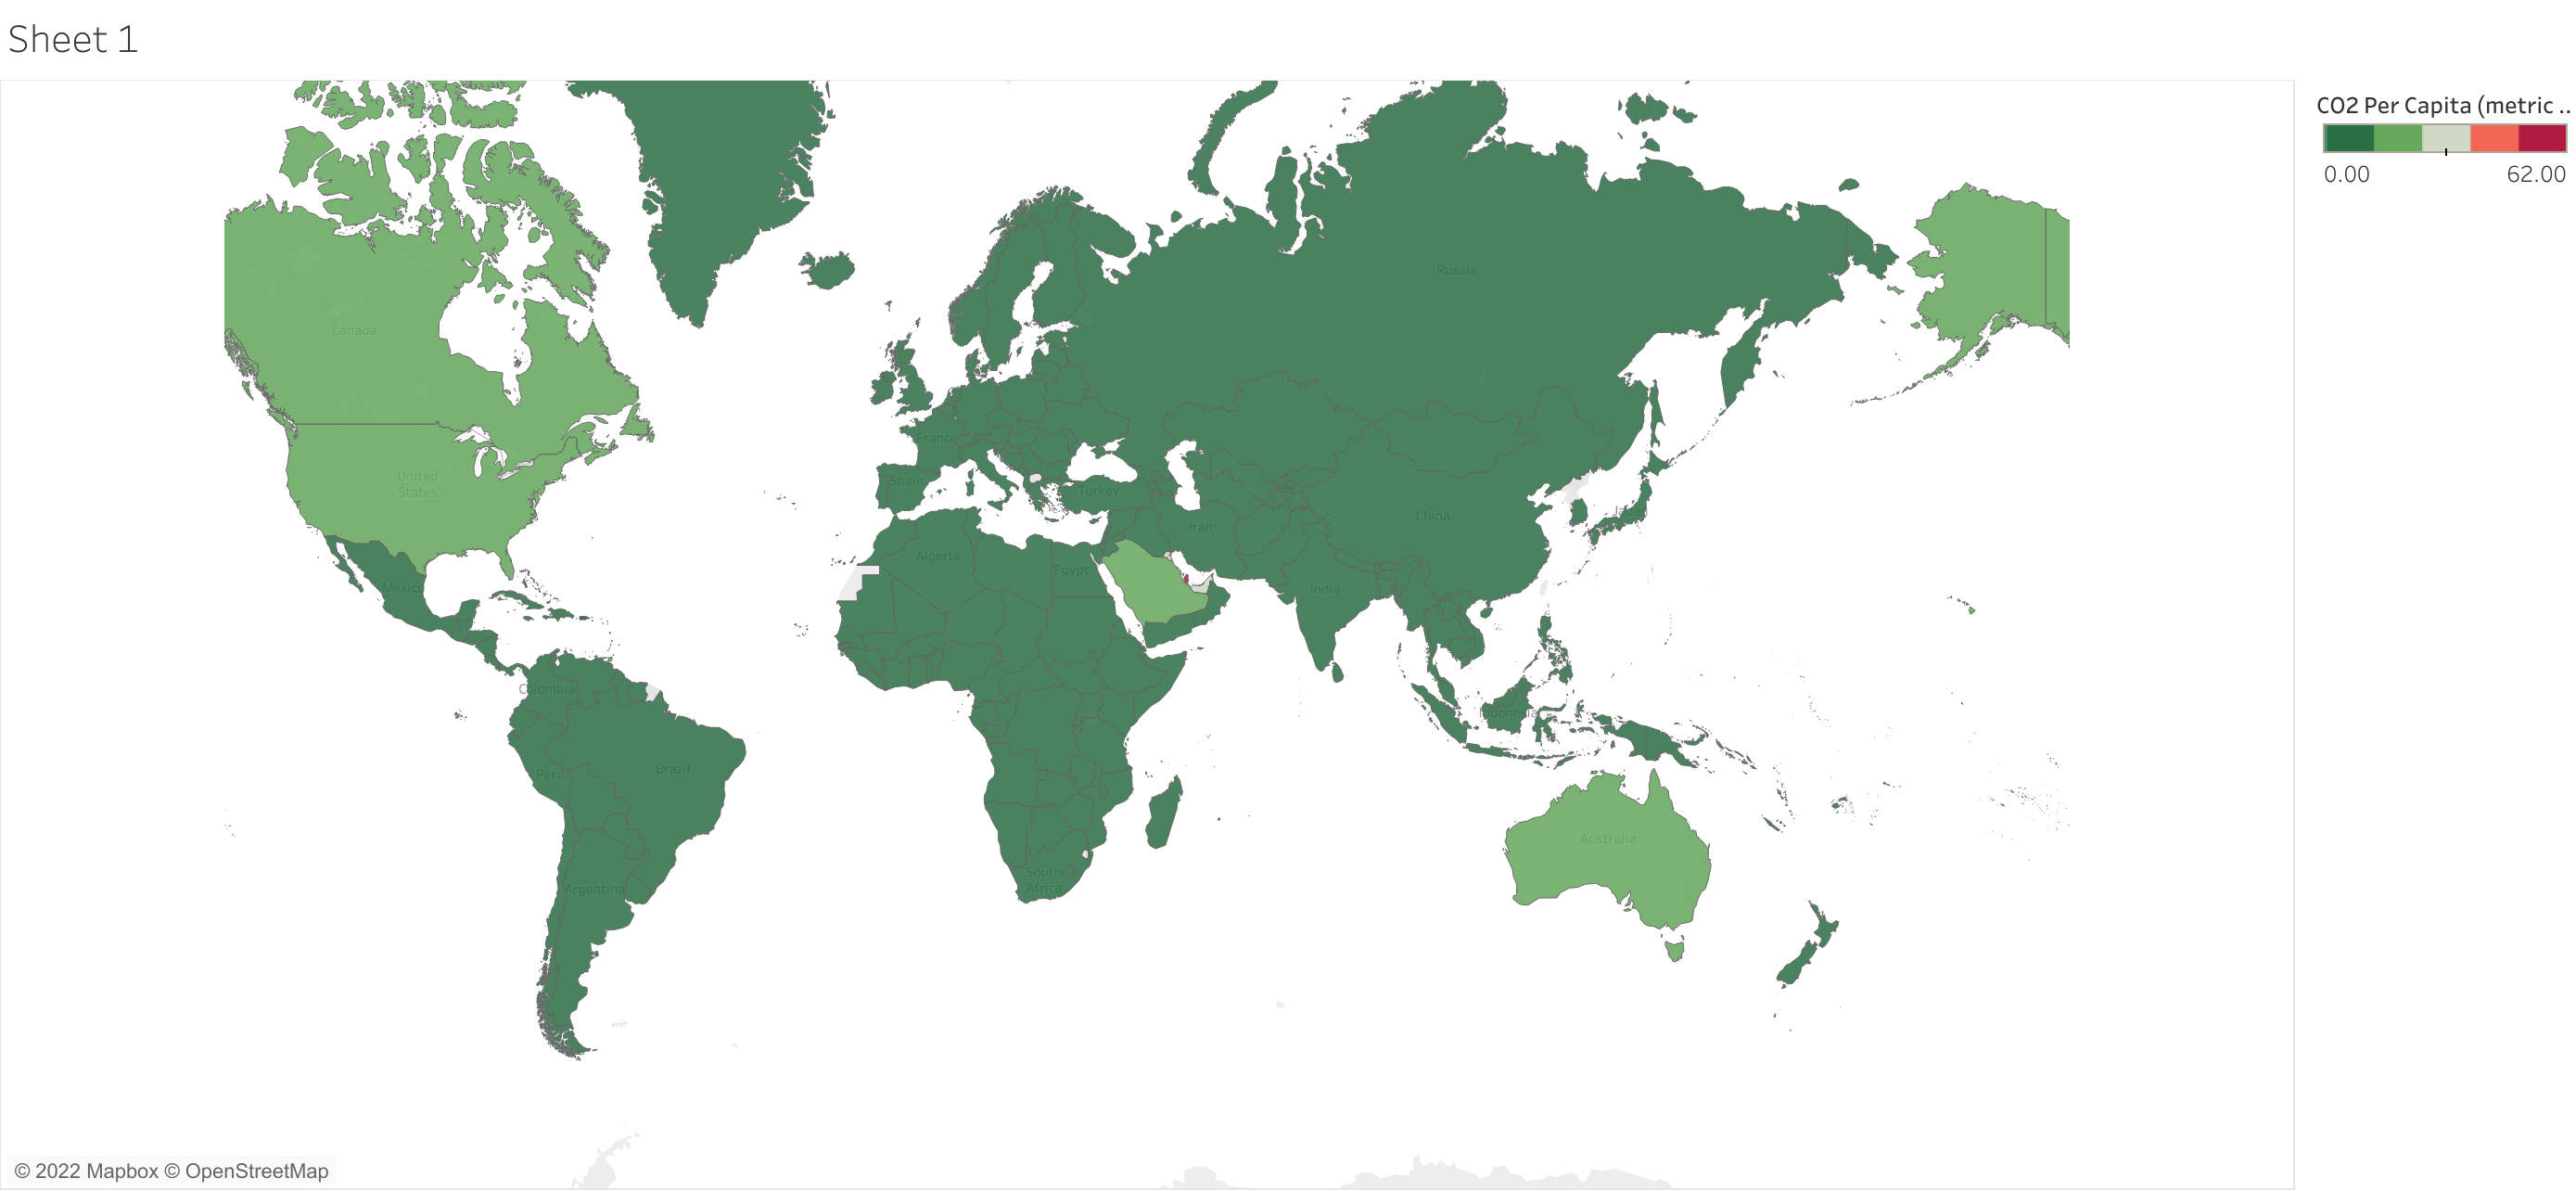 Sheet 1
CO2 Per Capita (metric ..
0.00
62.00
Russia
Canada
United
States
France
Spain
Turkey
Iran
China
Japan
Algeria
Egypt
India
Mexico
Colombia
Indonesia
Peru
Brazil
Australia
South
Africa
Argentina
© 2022 Mapbox © OpenStreetMap